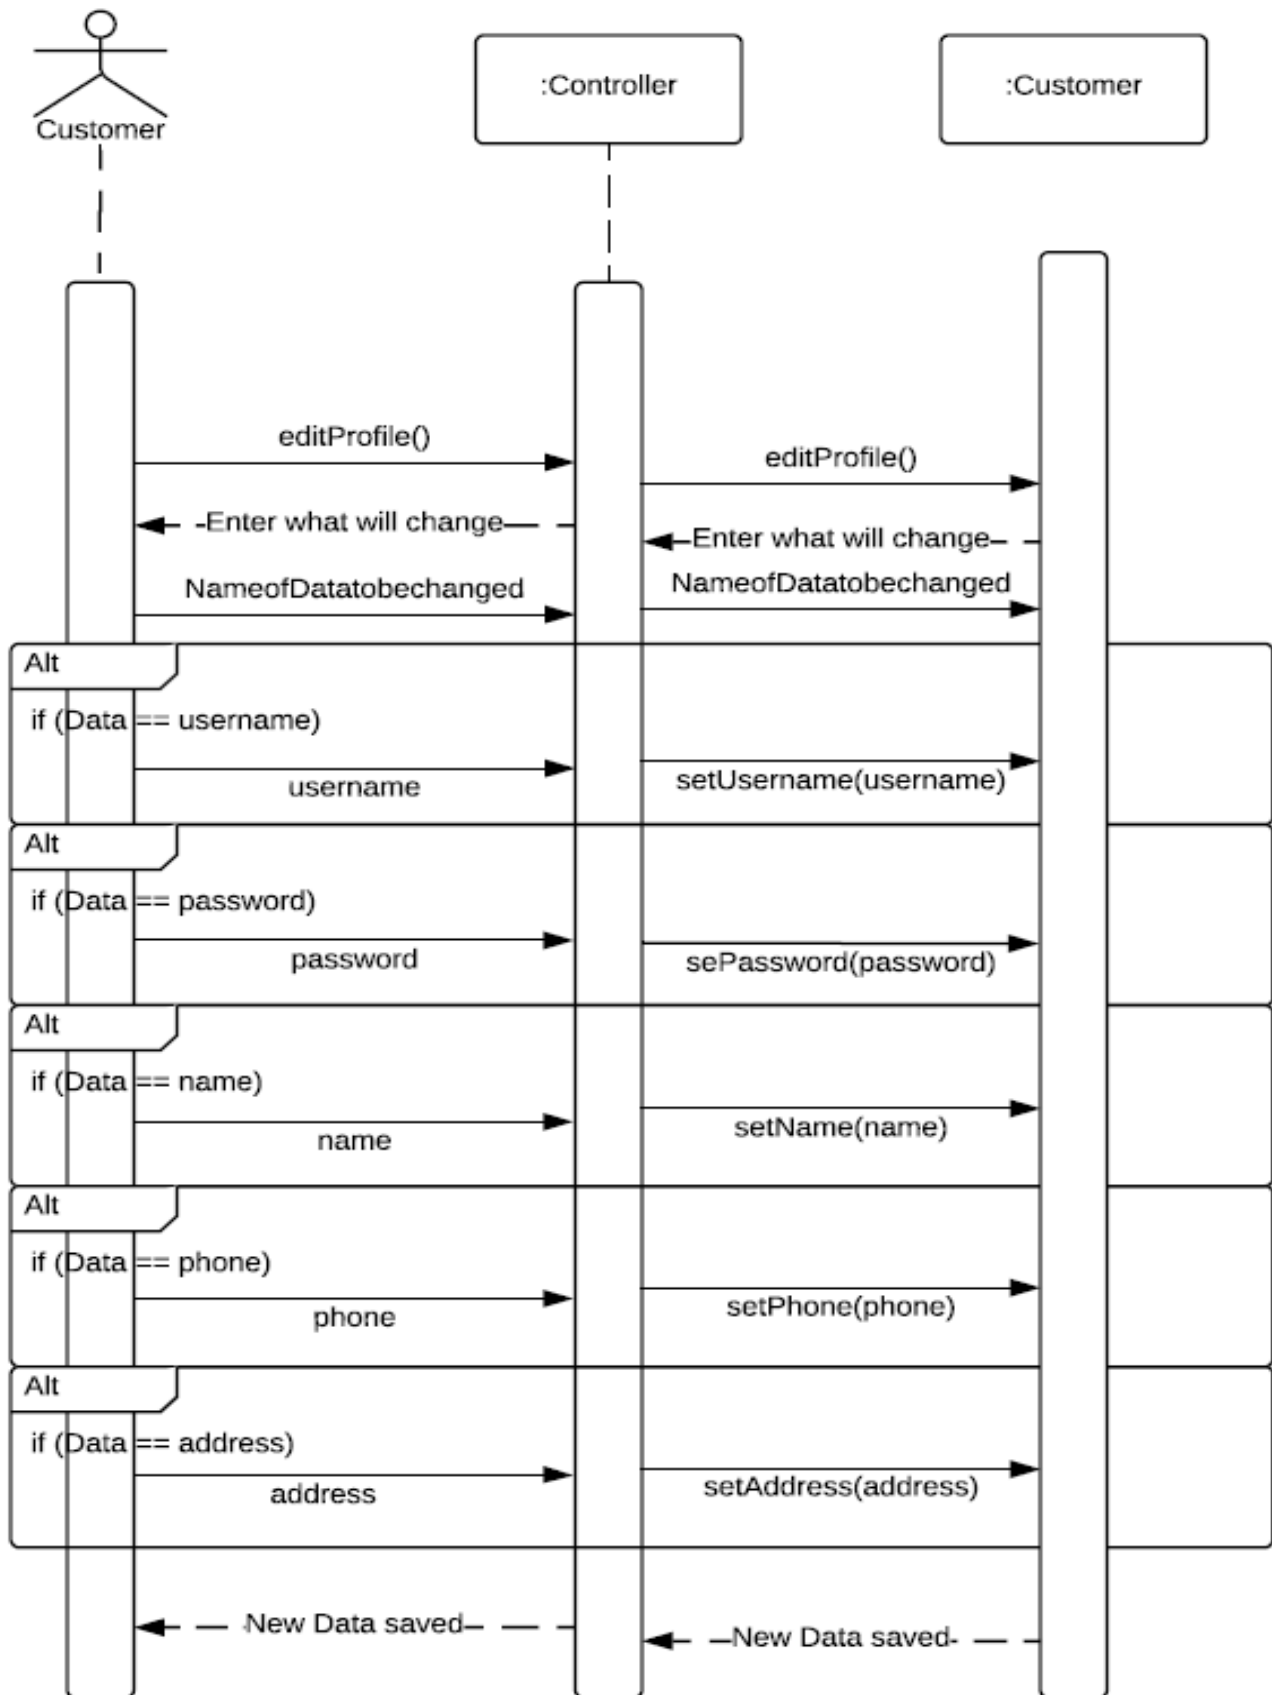 Customer
:Controller
:Customer
editProfile()
editProfile()
Enter what will change
Enter what will change
NameofDatatobechanged
NameofDatatobechanged
Alt
if (Data == username)
username
setUsername(username)
Alt
if (Data == password)
password
sePassword(password)
Alt
if (Data == name)
name
setName(name)
Alt
if (Data == phone)
phone
setPhone(phone)
Alt
if (Data == address)
address
setAddress(address)
New Data saved
New Data saved